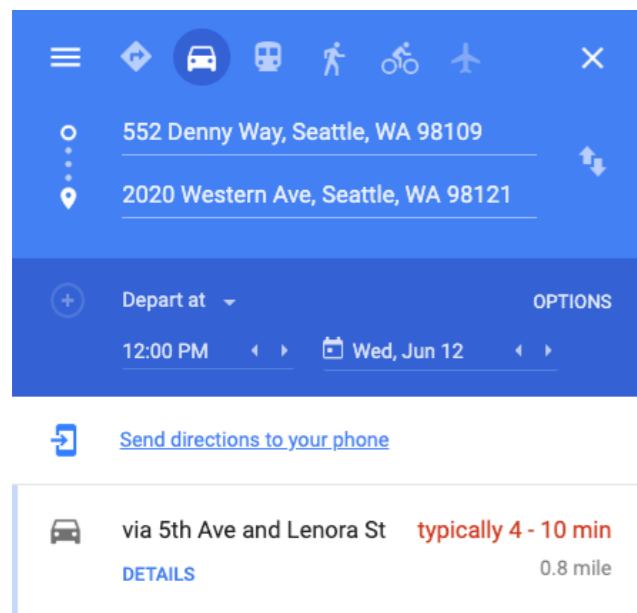 552 Denny Way, Seattle, WA 98109
2020 Western Ave, Seattle, WA 98121
Depart at OPTIONS
12:00 PM Wed, Jun 12
Send directions to your phone
via 5th Ave and Lenora St typically 4 - 10 min
DETAILS 0.8 mile